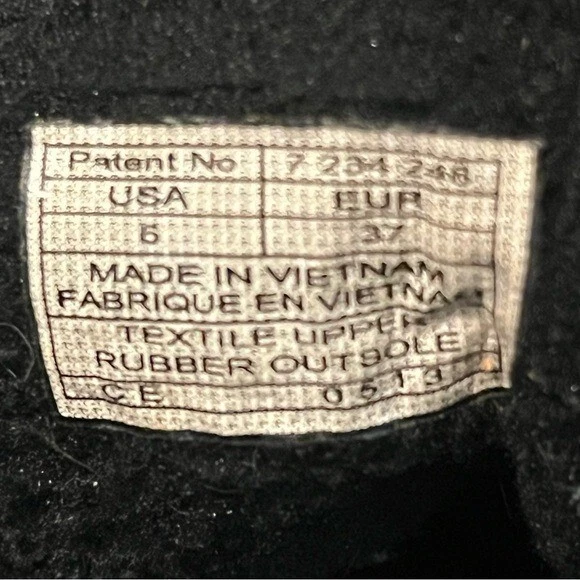 Patent No 7 234 248
USA EUR
6 37
MADE IN VIETNAM
FABRIQUE EN VIETNAM
TEXTILE UPPER
RUBBER OUTSOLE
CE 0513